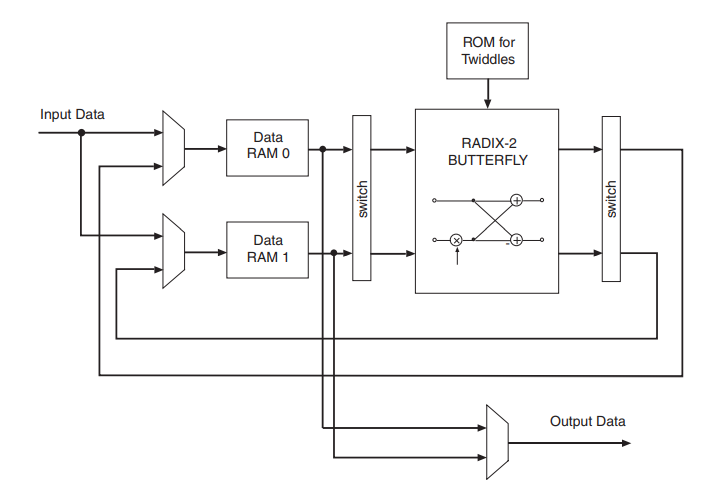 ROM for
Twiddles
Input Data
Data
RAM 0
switch
RADIX-2
BUTTERFLY
switch
Data
RAM 1
Output Data